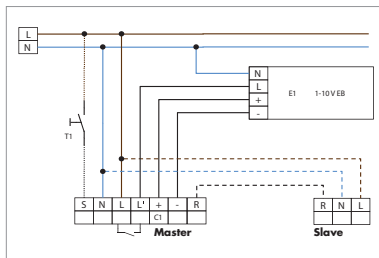 L
N
N
L
+
-
E1 1-10 V EB
T1
S N L L' + - R
C1
R N L
Master
Slave